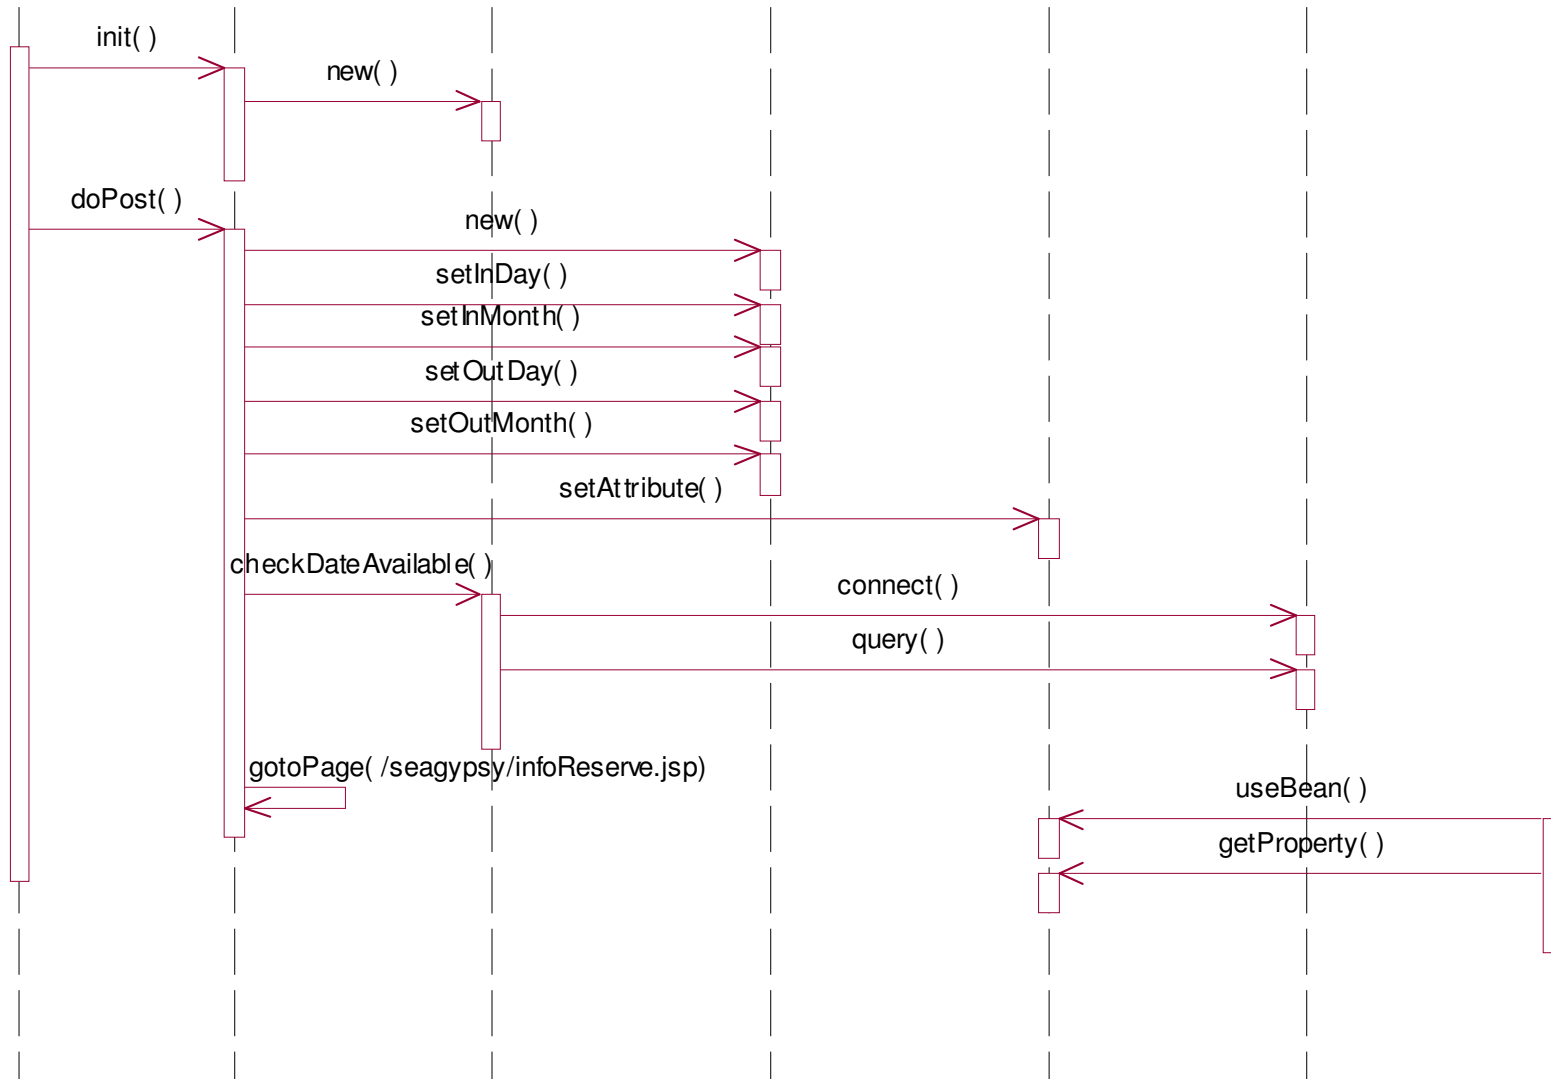 init( )
new( )
doPost( )
new( )
setInDay( )
setInMonth( )
setOutDay( )
setOutMonth( )
setAttribute( )
checkDateAvailable( )
connect( )
query( )
gotoPage( /seagypsy/infoReserve.jsp)
useBean( )
getProperty( )